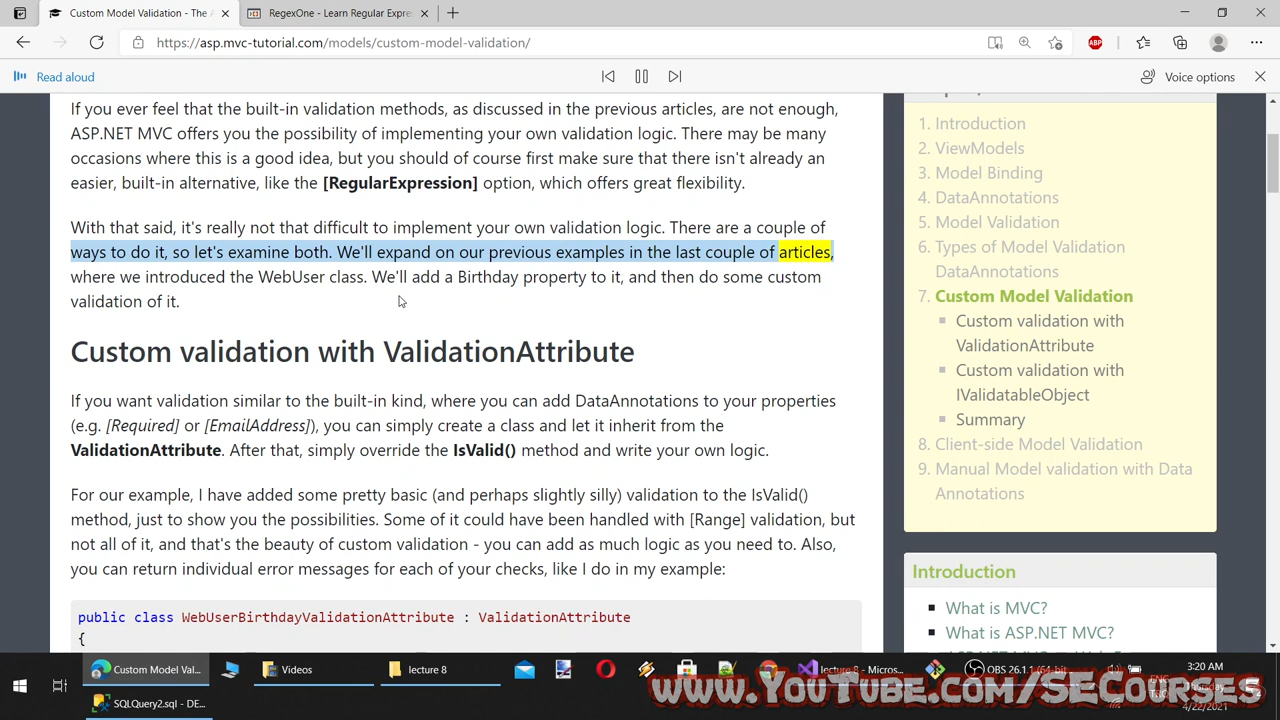 Custom Model Validation - The A
RegexOne - Learn Regular Expre
https://asp.mvc-tutorial.com/models/custom-model-validation/
ABP
Read aloud
Voice options
If you ever feel that the built-in validation methods, as discussed in the previous articles, are not enough,
ASP.NET MVC offers you the possibility of implementing your own validation logic. There may be many
occasions where this is a good idea, but you should of course first make sure that there isn't already an
easier, built-in alternative, like the [RegularExpression] option, which offers great flexibility.
With that said, it's really not that difficult to implement your own validation logic. There are a couple of
ways to do it, so let's examine both. We'll expand on our previous examples in the last couple of articles,
where we introduced the WebUser class. We'll add a Birthday property to it, and then do some custom
validation of it.
Custom validation with ValidationAttribute
If you want validation similar to the built-in kind, where you can add DataAnnotations to your properties
(e.g. [Required] or [EmailAddress]), you can simply create a class and let it inherit from the
ValidationAttribute. After that, simply override the IsValid() method and write your own logic.
For our example, I have added some pretty basic (and perhaps slightly silly) validation to the IsValid()
method, just to show you the possibilities. Some of it could have been handled with [Range] validation, but
not all of it, and that's the beauty of custom validation - you can add as much logic as you need to. Also,
you can return individual error messages for each of your checks, like I do in my example:
public class WebUserBirthdayValidationAttribute : ValidationAttribute
{
1. Introduction
2. ViewModels
3. Model Binding
4. DataAnnotations
5. Model Validation
6. Types of Model Validation
DataAnnotations
7. Custom Model Validation
Custom validation with
ValidationAttribute
Custom validation with
IValidatableObject
Summary
8. Client-side Model Validation
9. Manual Model validation with Data
Annotations
Introduction
What is MVC?
What is ASP.NET MVC?
Custom Model Val...
Videos
lecture 8
lecture 8 - Micros...
OBS 26.1.1 (64-bit...
3:20 AM
Thursday
4/22/2021
ENG
SQLQuery2.sql - DE...
www.YouTube.com/SECourses